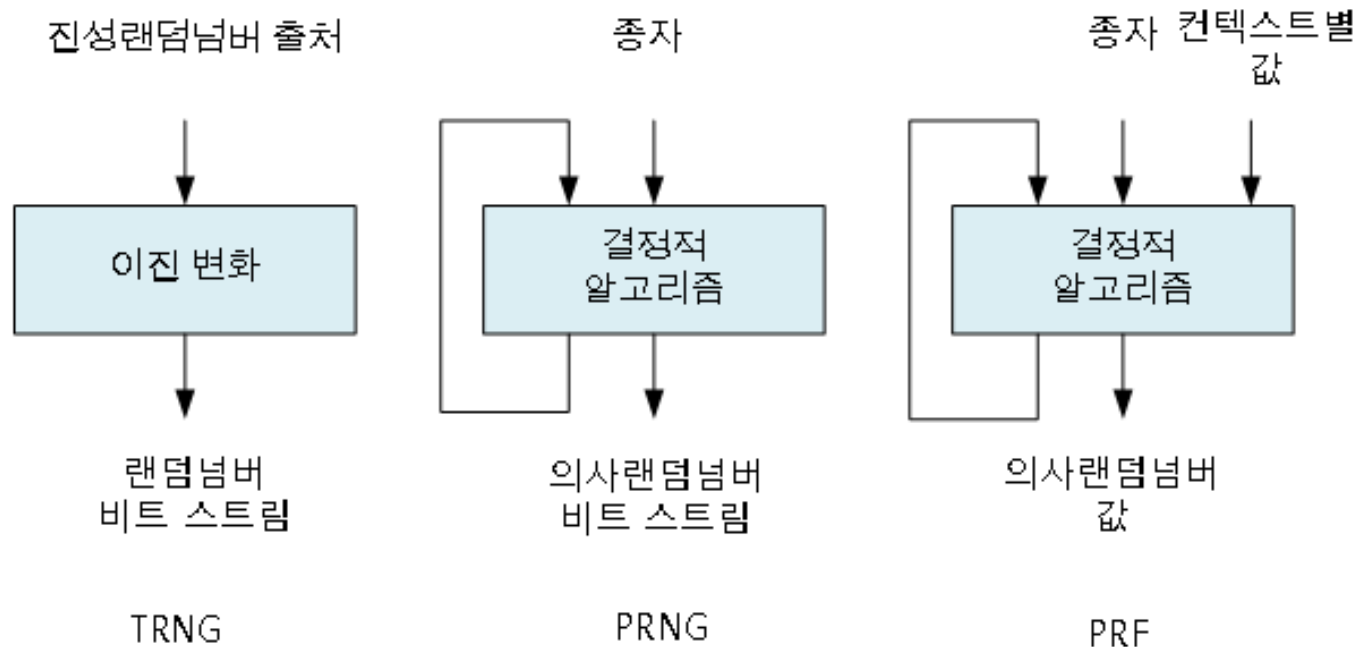 진성랜덤넘버 출처
이진 변화
랜덤넘버
비트 스트림
TRNG
종자
결정적
알고리즘
의사랜덤넘버
비트 스트림
PRNG
종자 컨텍스트별
값
결정적
알고리즘
의사랜덤넘버
값
PRF